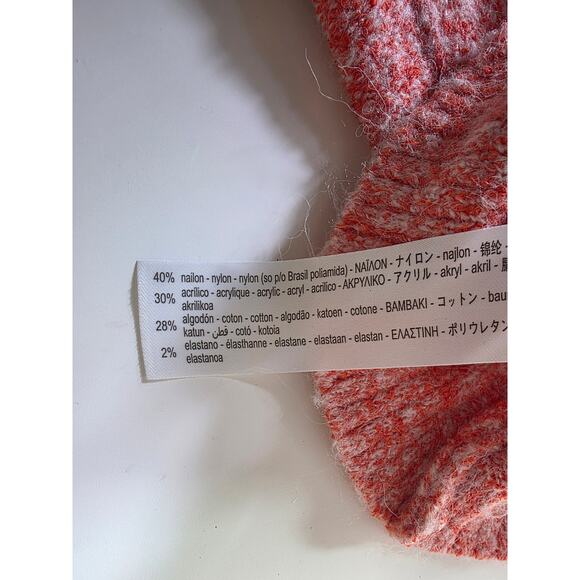 40% nailon - nylon - nylon (so p/o Brasil poliamida) - ΝΑΪΛΟΝ - ナイロン - najlon - 锦纶 -
30% acrílico - acrylique - acrylic - acryl - acrilico - ΑΚΡΥΛΙΚΟ - アクリル - akryl - akril -
akrilikoa
28% algodón - coton - cotton - algodão - katoen - cotone - ΒΑΜΒΑΚΙ - コットン - bau
katun - قطن - cotó - kotoia
2% elastano - élasthanne - elastane - elastaan - elastan - ΕΛΑΣΤΙΝΗ - ポリウレタン
elastanoa